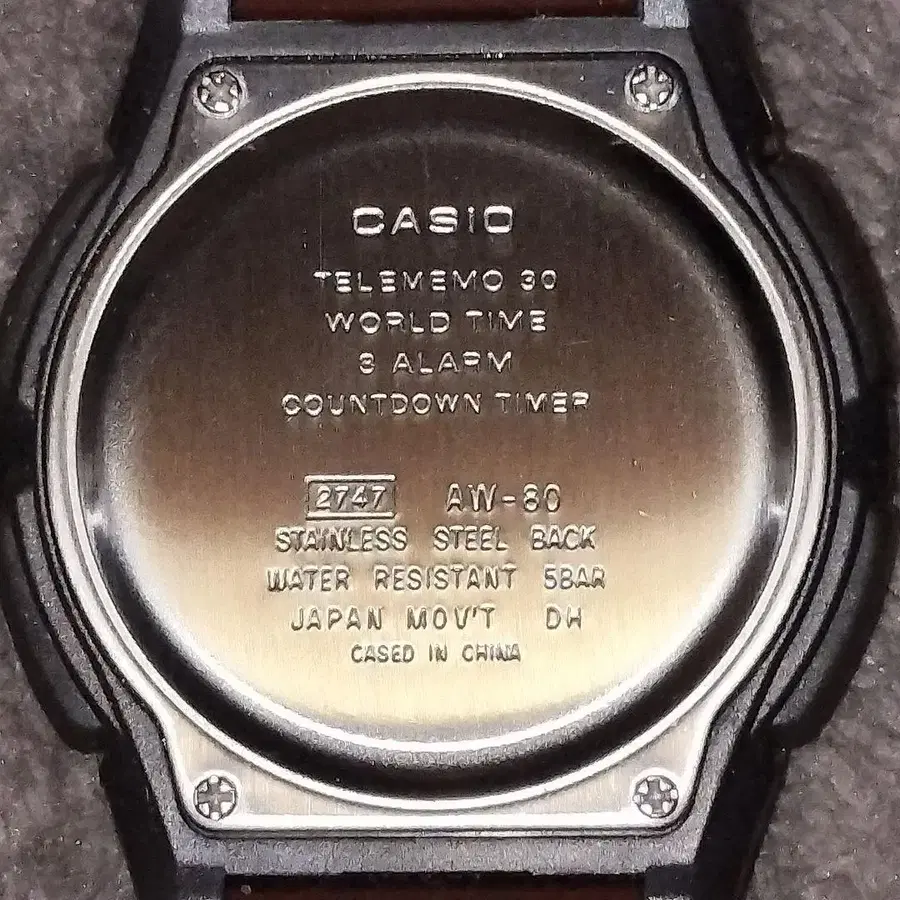 CASIO
TELEMEMO 30
WORLD TIME
3 ALARM
COUNTDOWN TIMER
2747 AW-80
STAINLESS STEEL BACK
WATER RESISTANT 5BAR
JAPAN MOV'T DH
CASED IN CHINA